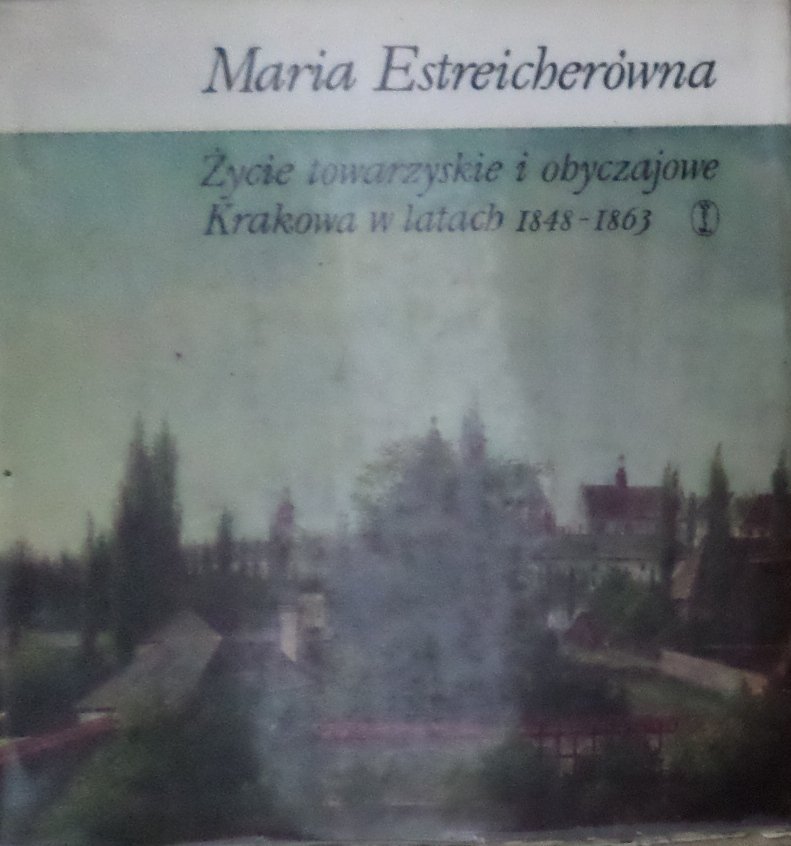 Maria Estreicherówna
Życie towarzyskie i obyczajowe
Krakowa w latach 1848-1863